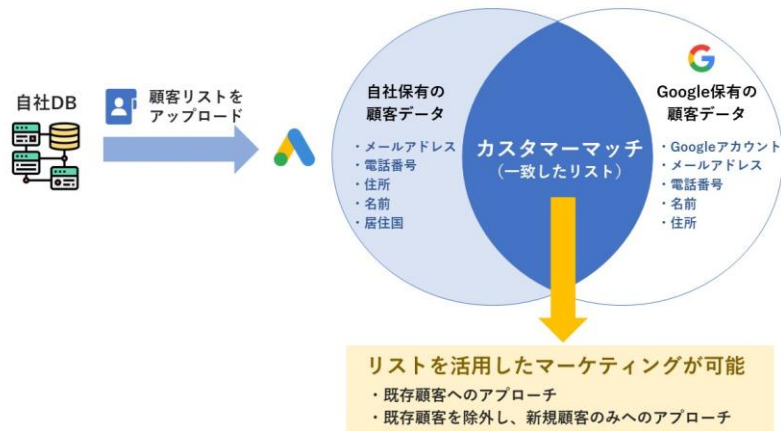 自社DB
顧客リストを
アップロード
自社保有の
顧客データ
・メールアドレス
・電話番号
・住所
・名前
・居住国
カスタマーマッチ
(一致したリスト)
Google保有の
顧客データ
・Googleアカウント
・メールアドレス
・電話番号
・名前
・住所
リストを活用したマーケティングが可能
・既存顧客へのアプローチ
・既存顧客を除外し、新規顧客のみへのアプローチ